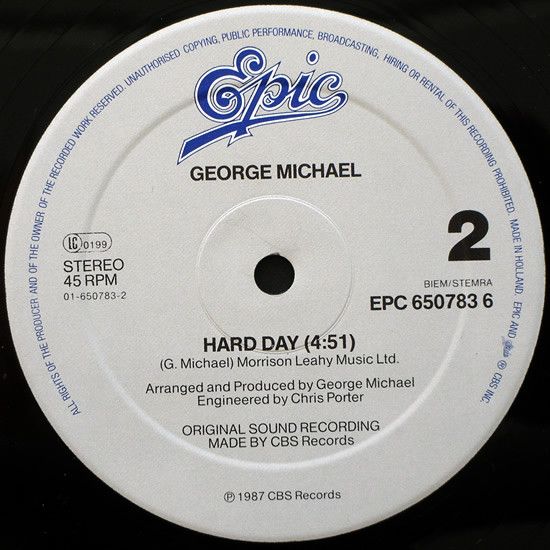 ALL RIGHTS OF THE PRODUCER AND OF THE OWNER OF THE RECORDED WORK RESERVED. UNAUTHORISED COPYING, PUBLIC PERFORMANCE, BROADCASTING, HIRING OR RENTAL OF THIS RECORDING PROHIBITED. MADE IN HOLLAND. EPIC AND Epic ® CBS INC.
Epic
GEORGE MICHAEL
LC 0199
STEREO
45 RPM
01-650783-2
2
BIEM/STEMRA
EPC 650783 6
HARD DAY (4:51)
(G. Michael) Morrison Leahy Music Ltd.
Arranged and Produced by George Michael
Engineered by Chris Porter
ORIGINAL SOUND RECORDING
MADE BY CBS Records
℗ 1987 CBS Records